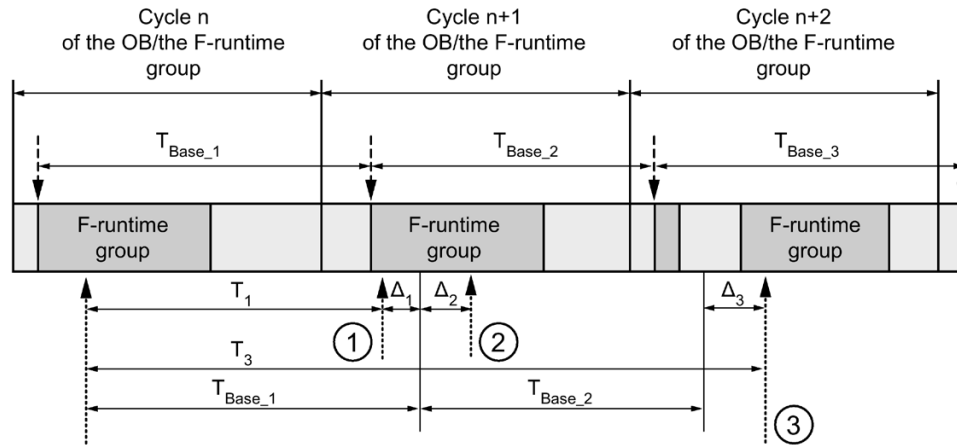 Cycle n
of the OB/the F-runtime
group
Cycle n+1
of the OB/the F-runtime
group
Cycle n+2
of the OB/the F-runtime
group
T_Base_1
T_Base_2
T_Base_3
F-runtime
group
F-runtime
group
F-runtime
group
T_1
Δ_1
Δ_2
Δ_3
1
2
T_3
T_Base_1
T_Base_2
3